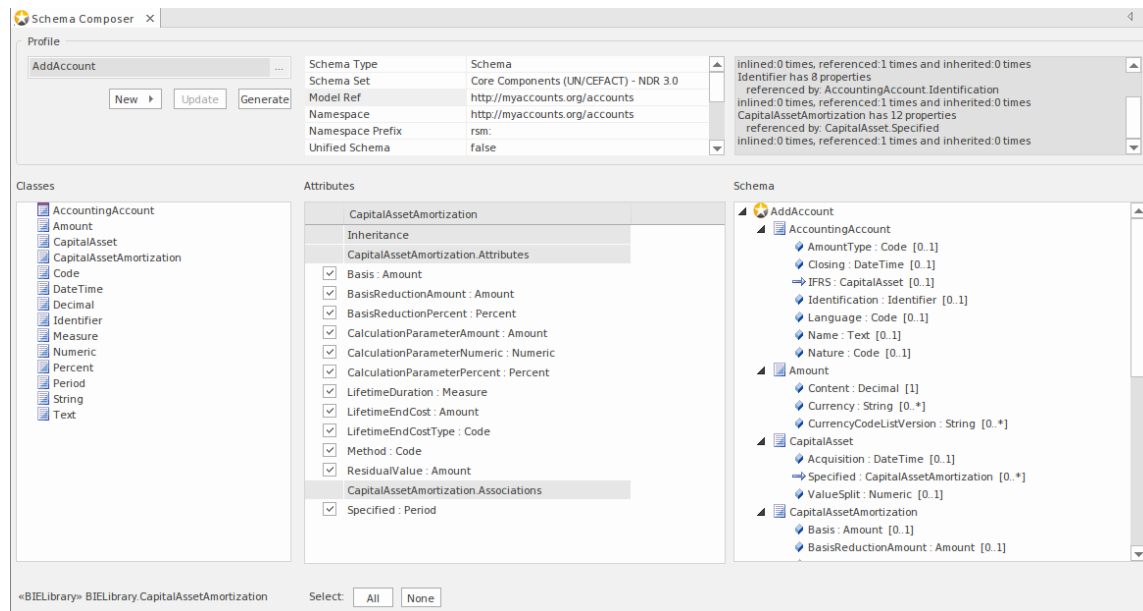 Schema Composer
Profile
AddAccount ...
New Update Generate
Schema Type Schema
Schema Set Core Components (UN/CEFACT) - NDR 3.0
Model Ref http://myaccounts.org/accounts
Namespace http://myaccounts.org/accounts
Namespace Prefix rsm:
Unified Schema false
inlined:0 times, referenced:1 times and inherited:0 times
Identifier has 8 properties
referenced by: AccountingAccount.Identification
inlined:0 times, referenced:1 times and inherited:0 times
CapitalAssetAmortization has 12 properties
referenced by: CapitalAsset.Specified
inlined:0 times, referenced:1 times and inherited:0 times
Classes
AccountingAccount
Amount
CapitalAsset
CapitalAssetAmortization
Code
DateTime
Decimal
Identifier
Measure
Numeric
Percent
Period
String
Text
Attributes
CapitalAssetAmortization
Inheritance
CapitalAssetAmortization.Attributes
Basis : Amount
BasisReductionAmount : Amount
BasisReductionPercent : Percent
CalculationParameterAmount : Amount
CalculationParameterNumeric : Numeric
CalculationParameterPercent : Percent
LifetimeDuration : Measure
LifetimeEndCost : Amount
LifetimeEndCostType : Code
Method : Code
ResidualValue : Amount
CapitalAssetAmortization.Associations
Specified : Period
Schema
AddAccount
AccountingAccount
AmountType : Code [0..1]
Closing : DateTime [0..1]
IFRS : CapitalAsset [0..1]
Identification : Identifier [0..1]
Language : Code [0..1]
Name : Text [0..1]
Nature : Code [0..1]
Amount
Content : Decimal [1]
Currency : String [0..*]
CurrencyCodeListVersion : String [0..*]
CapitalAsset
Acquisition : DateTime [0..1]
Specified : CapitalAssetAmortization [0..*]
ValueSplit : Numeric [0..1]
CapitalAssetAmortization
Basis : Amount [0..1]
BasisReductionAmount : Amount [0..1]
«BIELibrary» BIELibrary.CapitalAssetAmortization
Select: All None